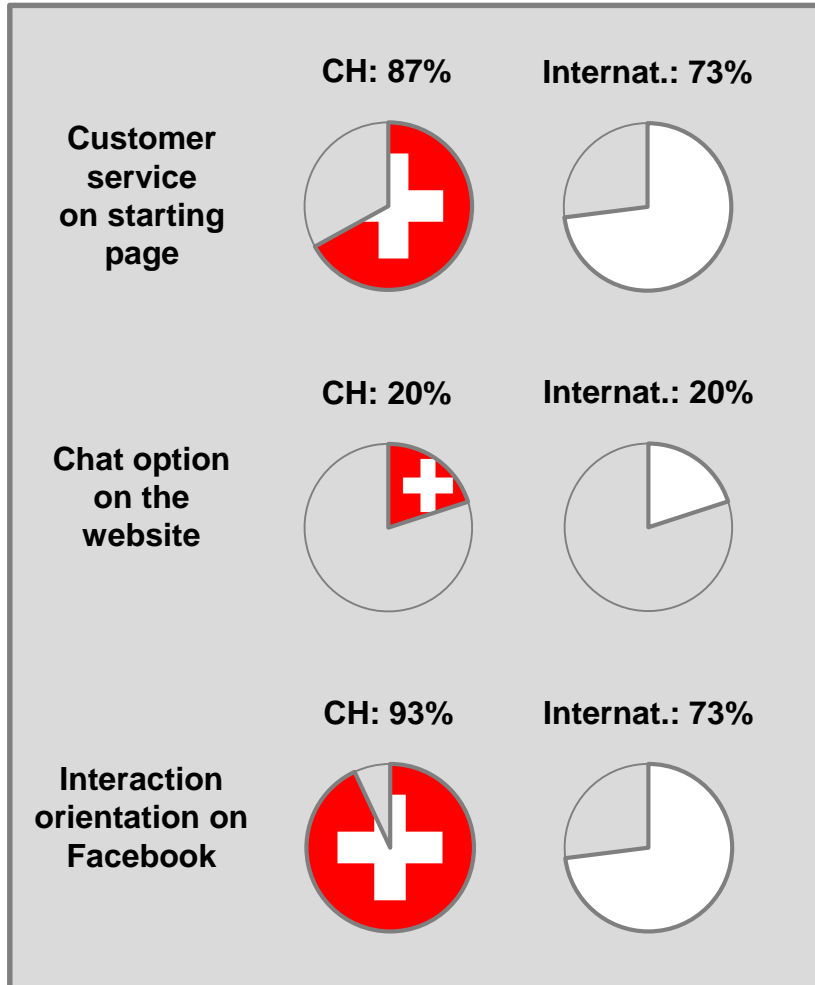 CH: 87%
Internat.: 73%
Customer
service
on starting
page
CH: 20%
Internat.: 20%
Chat option
on the
website
CH: 93%
Internat.: 73%
Interaction
orientation on
Facebook